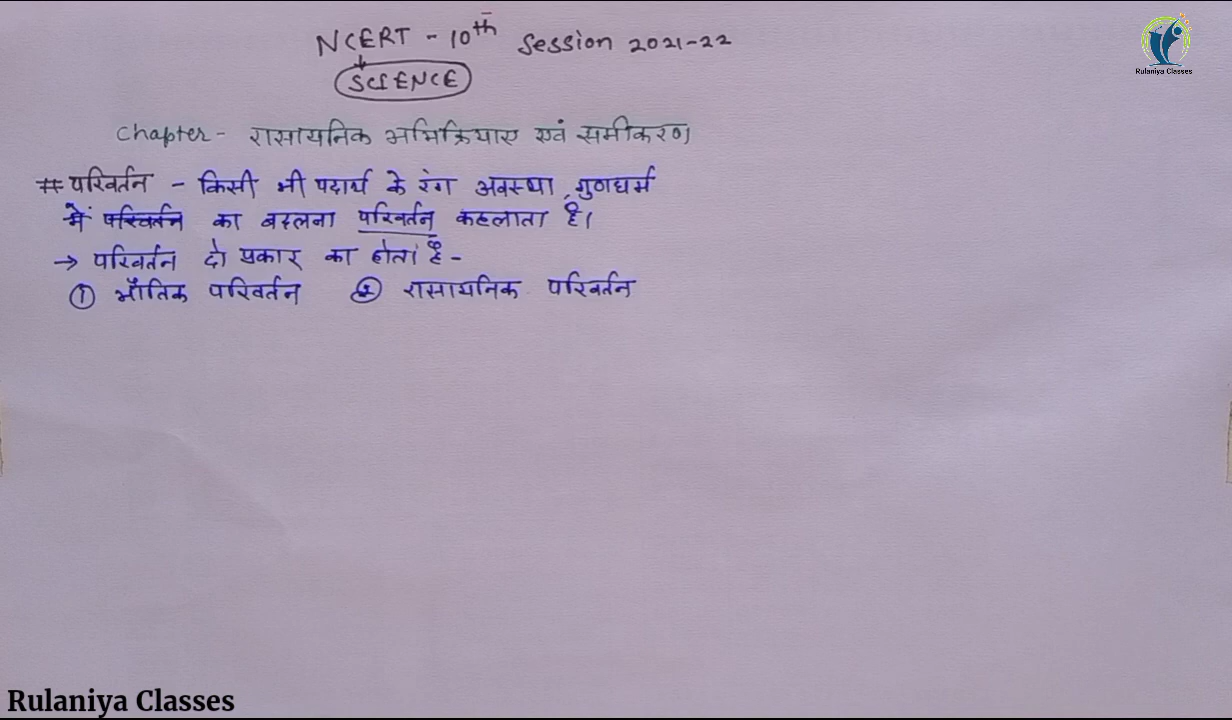 NCERT - 10th Session 2021-22
SCIENCE
Rulaniya Classes
Chapter - रासायनिक अभिक्रियाए एवं समीकरण
# परिवर्तन - किसी भी पदार्थ के रंग अवस्था, गुणधर्म
में परिवर्तन का बदलना परिवर्तन कहलाता है।
→ परिवर्तन दो प्रकार का होता है -
① भौतिक परिवर्तन ② रासायनिक परिवर्तन
Rulaniya Classes